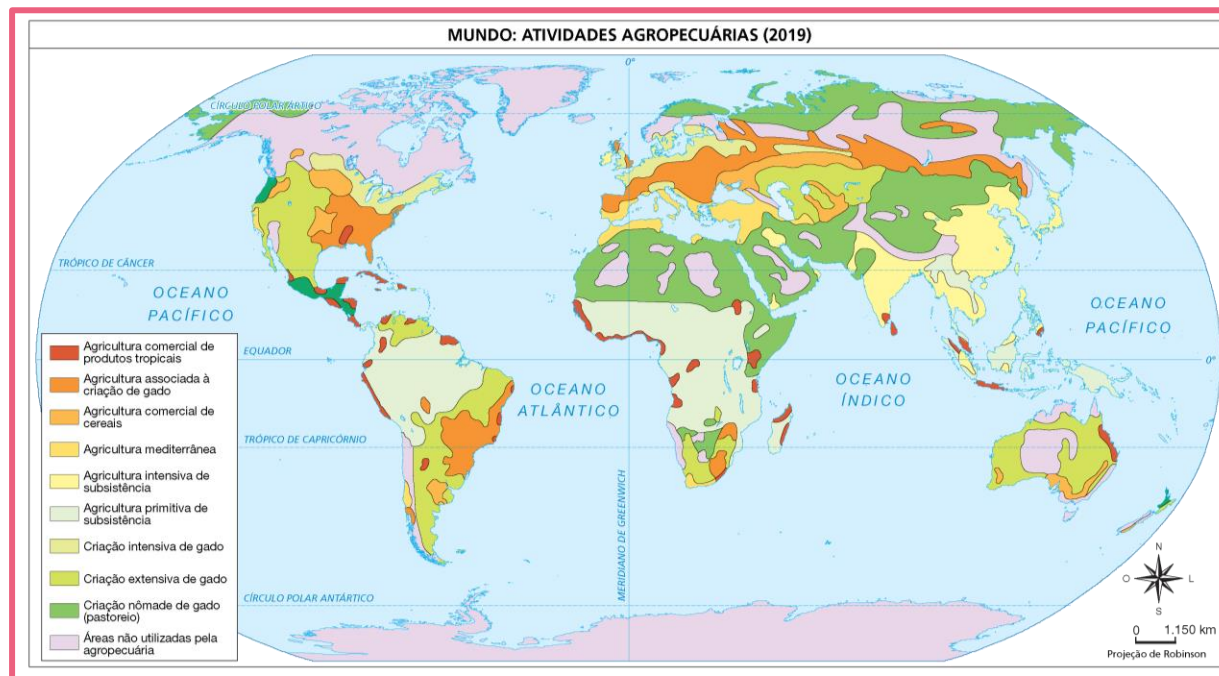 MUNDO: ATIVIDADES AGROPECUÁRIAS (2019)
0°
CÍRCULO POLAR ÁRTICO
TRÓPICO DE CÂNCER
OCEANO
PACÍFICO
OCEANO
PACÍFICO
EQUADOR
0°
OCEANO
ATLÂNTICO
OCEANO
ÍNDICO
TRÓPICO DE CAPRICÓRNIO
MERIDIANO DE GREENWICH
CÍRCULO POLAR ANTÁRTICO
Agricultura comercial de
produtos tropicais
Agricultura associada à
criação de gado
Agricultura comercial de
cereais
Agricultura mediterrânea
Agricultura intensiva de
subsistência
Agricultura primitiva de
subsistência
Criação intensiva de gado
Criação extensiva de gado
Criação nômade de gado
(pastoreio)
Áreas não utilizadas pela
agropecuária
N
O
L
S
0 1.150 km
Projeção de Robinson